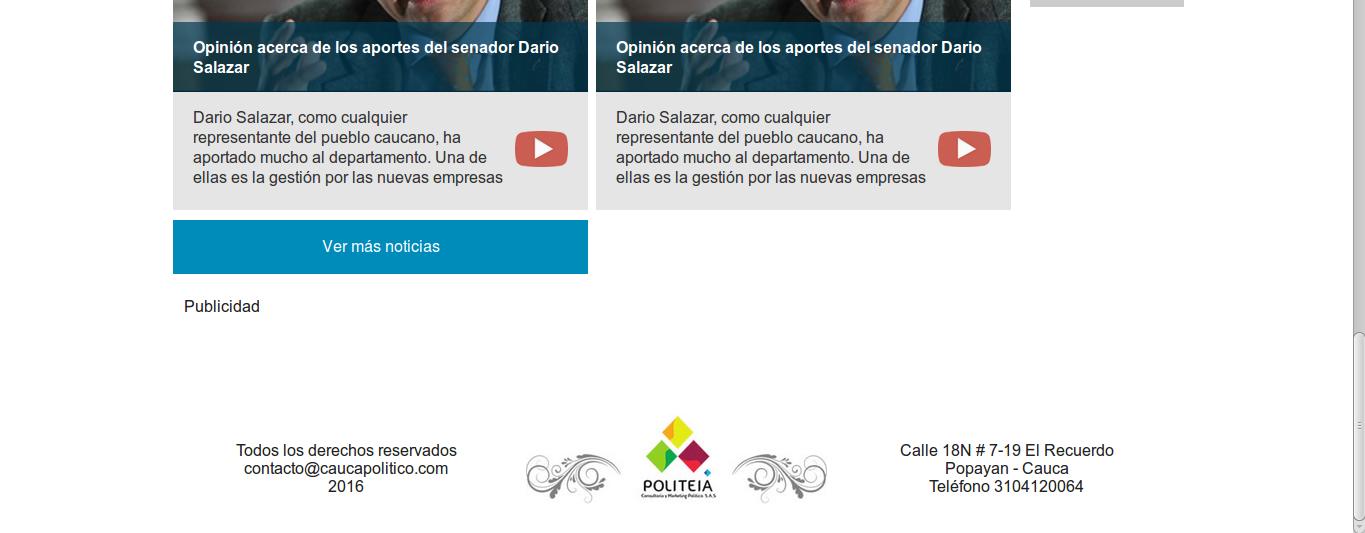 Opinión acerca de los aportes del senador Dario
Salazar
Dario Salazar, como cualquier
representante del pueblo caucano, ha
aportado mucho al departamento. Una de
ellas es la gestión por las nuevas empresas
Opinión acerca de los aportes del senador Dario
Salazar
Dario Salazar, como cualquier
representante del pueblo caucano, ha
aportado mucho al departamento. Una de
ellas es la gestión por las nuevas empresas
Ver más noticias
Publicidad
Todos los derechos reservados
contacto@caucapolitico.com
2016
POLITEIA
Consultoría y Marketing Político S.A.S
Calle 18N # 7-19 El Recuerdo
Popayan - Cauca
Teléfono 3104120064